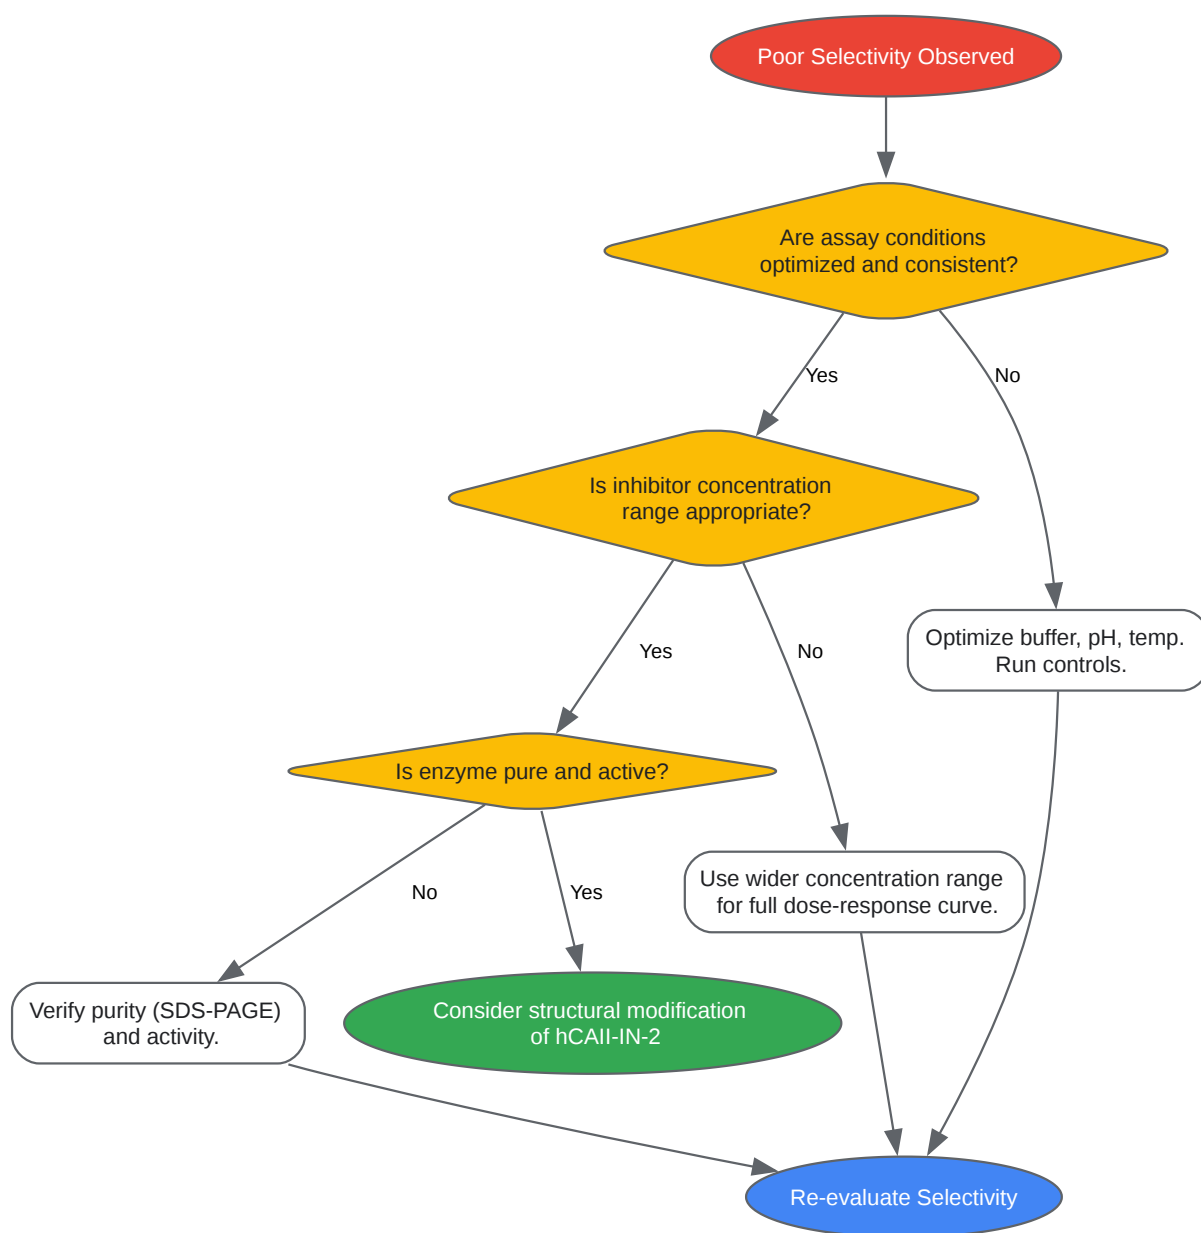 Poor Selectivity Observed
Are assay conditions
optimized and consistent?
Yes
No
Is inhibitor concentration
range appropriate?
Yes
No
Optimize buffer, pH, temp.
Run controls.
Is enzyme pure and active?
No
Yes
Use wider concentration range
for full dose-response curve.
Verify purity (SDS-PAGE)
and activity.
Consider structural modification
of hCAII-IN-2
Re-evaluate Selectivity